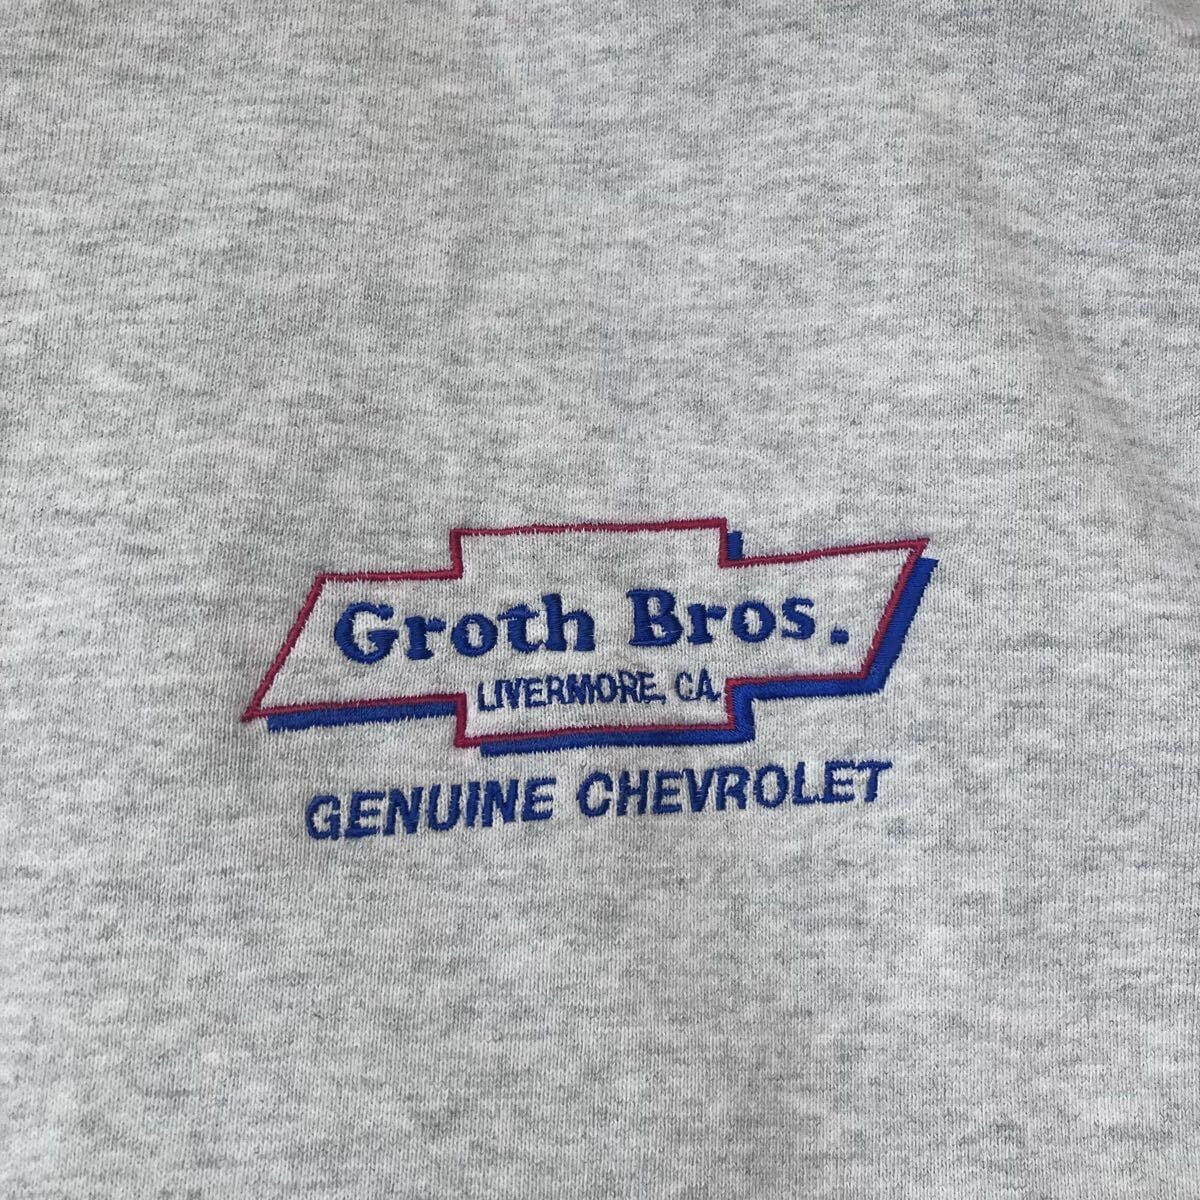 Groth Bros.
LIVERMORE, CA.
GENUINE CHEVROLET